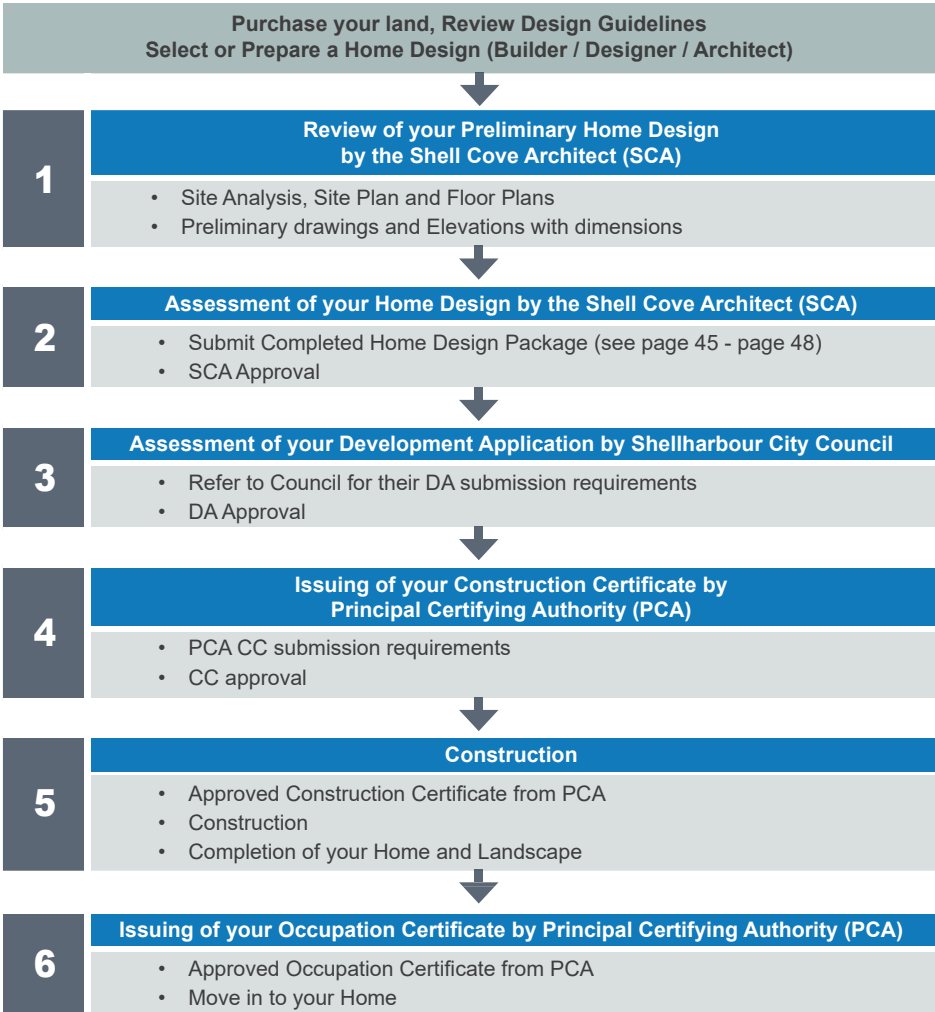 Purchase your land, Review Design Guidelines
Select or Prepare a Home Design (Builder / Designer / Architect)
1
Review of your Preliminary Home Design
by the Shell Cove Architect (SCA)
• Site Analysis, Site Plan and Floor Plans
• Preliminary drawings and Elevations with dimensions
2
Assessment of your Home Design by the Shell Cove Architect (SCA)
• Submit Completed Home Design Package (see page 45 - page 48)
• SCA Approval
3
Assessment of your Development Application by Shellharbour City Council
• Refer to Council for their DA submission requirements
• DA Approval
4
Issuing of your Construction Certificate by
Principal Certifying Authority (PCA)
• PCA CC submission requirements
• CC approval
5
Construction
• Approved Construction Certificate from PCA
• Construction
• Completion of your Home and Landscape
6
Issuing of your Occupation Certificate by Principal Certifying Authority (PCA)
• Approved Occupation Certificate from PCA
• Move in to your Home